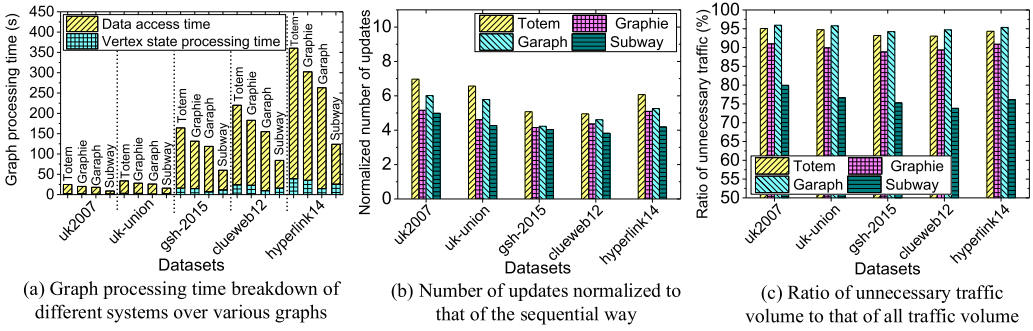 Graph processing time (s)
450
400
350
300
250
200
150
100
50
0
Data access time
Vertex state processing time
Totem
Graphie
Garaph
Subway
Totem
Graphie
Garaph
Subway
Totem
Graphie
Garaph
Subway
Totem
Graphie
Garaph
Subway
Totem
Graphie
Garaph
Subway
uk2007
uk-union
gsh-2015
clueweb12
hyperlink14
Datasets
(a) Graph processing time breakdown of
different systems over various graphs
Normalized number of updates
10
8
6
4
2
0
Totem Graphie
Garaph Subway
uk2007
uk-union
gsh-2015
clueweb12
hyperlink14
Datasets
(b) Number of updates normalized to
that of the sequential way
Ratio of unnecessary traffic (%)
100
95
90
85
80
75
70
65
60
55
50
Totem Graphie
Garaph Subway
uk2007
uk-union
gsh-2015
clueweb12
hyperlink14
Datasets
(c) Ratio of unnecessary traffic
volume to that of all traffic volume